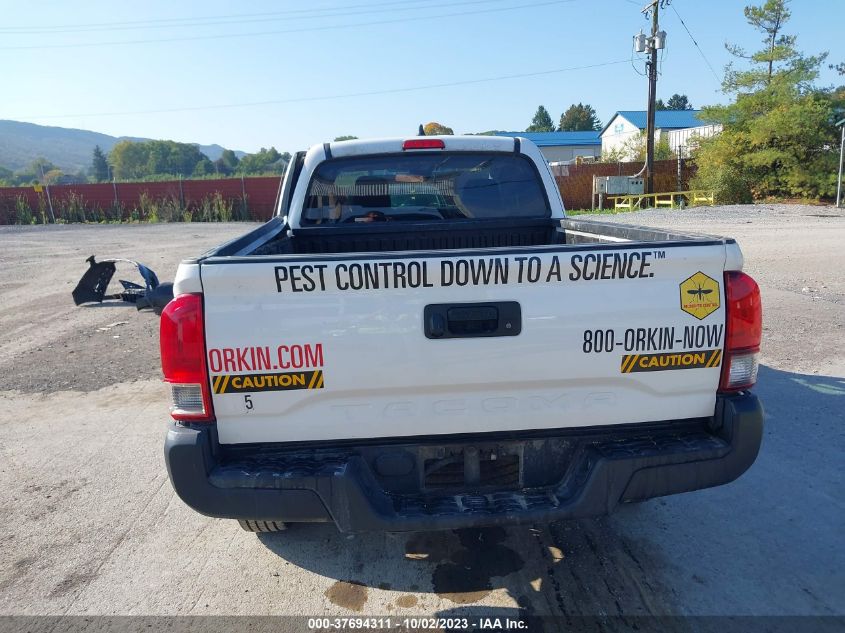 PEST CONTROL DOWN TO A SCIENCE.™
800-ORKIN-NOW
ORKIN.COM
CAUTION
CAUTION
5
TACOMA
000-37694311 - 10/02/2023 - IAA, Inc.